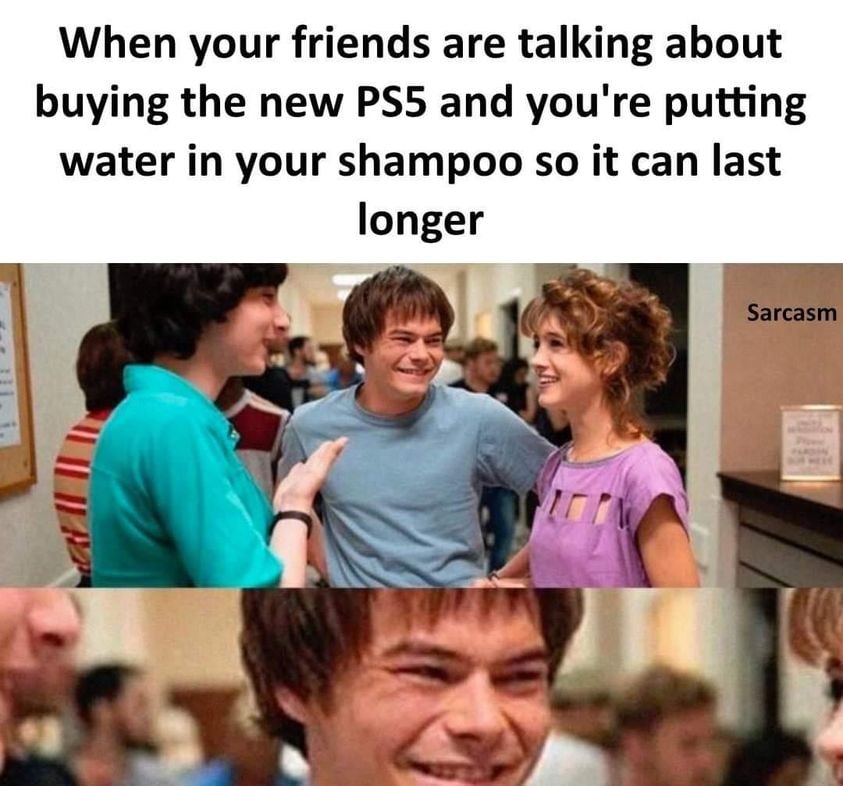 When your friends are talking about
buying the new PS5 and you're putting
water in your shampoo so it can last
longer
Sarcasm